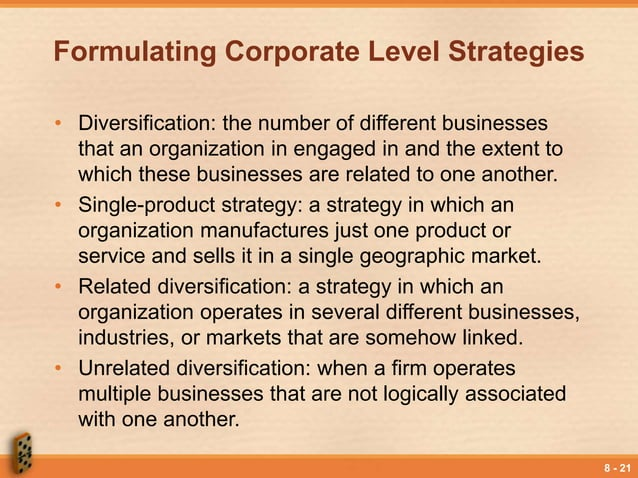 Formulating Corporate Level Strategies
• Diversification: the number of different businesses
that an organization in engaged in and the extent to
which these businesses are related to one another.
• Single-product strategy: a strategy in which an
organization manufactures just one product or
service and sells it in a single geographic market.
• Related diversification: a strategy in which an
organization operates in several different businesses,
industries, or markets that are somehow linked.
• Unrelated diversification: when a firm operates
multiple businesses that are not logically associated
with one another.
8 - 21